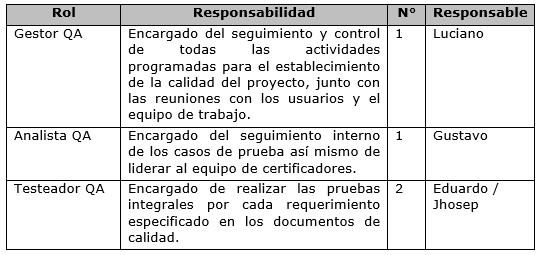 Rol Responsabilidad N° Responsable
Gestor QA Encargado del seguimiento y control 1 Luciano
de todas las actividades
programadas para el establecimiento
de la calidad del proyecto, junto con
las reuniones con los usuarios y el
equipo de trabajo.
Analista QA Encargado del seguimiento interno 1 Gustavo
de los casos de prueba así mismo de
liderar al equipo de certificadores.
Testeador QA Encargado de realizar las pruebas 2 Eduardo /
integrales por cada requerimiento Jhosep
especificado en los documentos de
calidad.